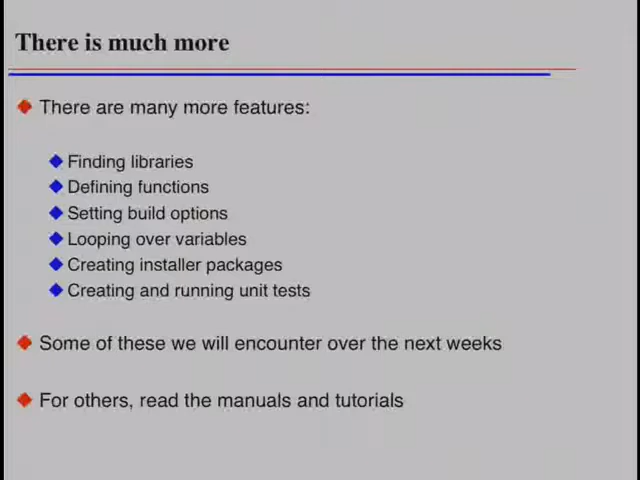 There is much more
There are many more features:
Finding libraries
Defining functions
Setting build options
Looping over variables
Creating installer packages
Creating and running unit tests
Some of these we will encounter over the next weeks
For others, read the manuals and tutorials